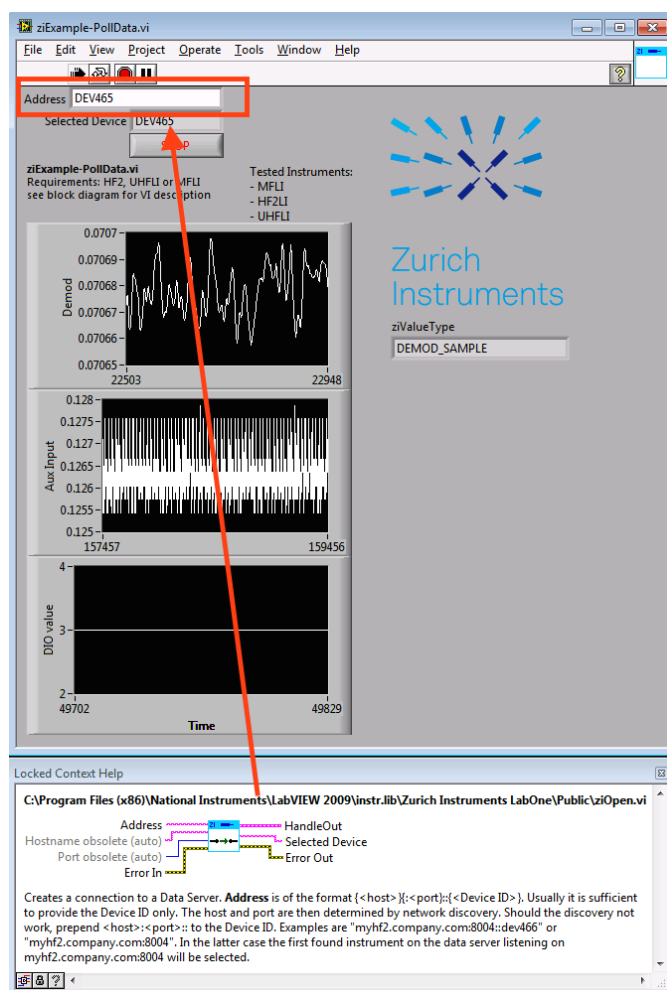 ziExample-PollData.vi
File Edit View Project Operate Tools Window Help
Address DEV465
Selected Device DEV465
ziExample-PollData.vi
Requirements: HF2, UHFLI or MFLI
see block diagram for VI description
Tested Instruments:
- MFLI
- HF2LI
- UHFLI
Demod
0.0707
0.07069
0.07068
0.07067
0.07066
0.07065
22503 22948
Aux Input
0.128
0.1275
0.127
0.1265
0.126
0.1255
0.125
157457 159456
DIO value
4
3
2
49702 49829
Time
Zurich
Instruments
ziValueType
DEMOD_SAMPLE
Locked Context Help
C:\Program Files (x86)\National Instruments\LabVIEW 2009\instr.lib\Zurich Instruments LabOne\Public\ziOpen.vi
Address HandleOut
Hostname obsolete (auto) Selected Device
Port obsolete (auto) Error Out
Error In
Creates a connection to a Data Server. Address is of the format {<host>}{:<port>}::{<Device ID>}. Usually it is sufficient
to provide the Device ID only. The host and port are then determined by network discovery. Should the discovery not
work, prepend <host>:<port>:: to the Device ID. Examples are "myhf2.company.com:8004::dev466" or
"myhf2.company.com:8004". In the latter case the first found instrument on the data server listening on
myhf2.company.com:8004 will be selected.